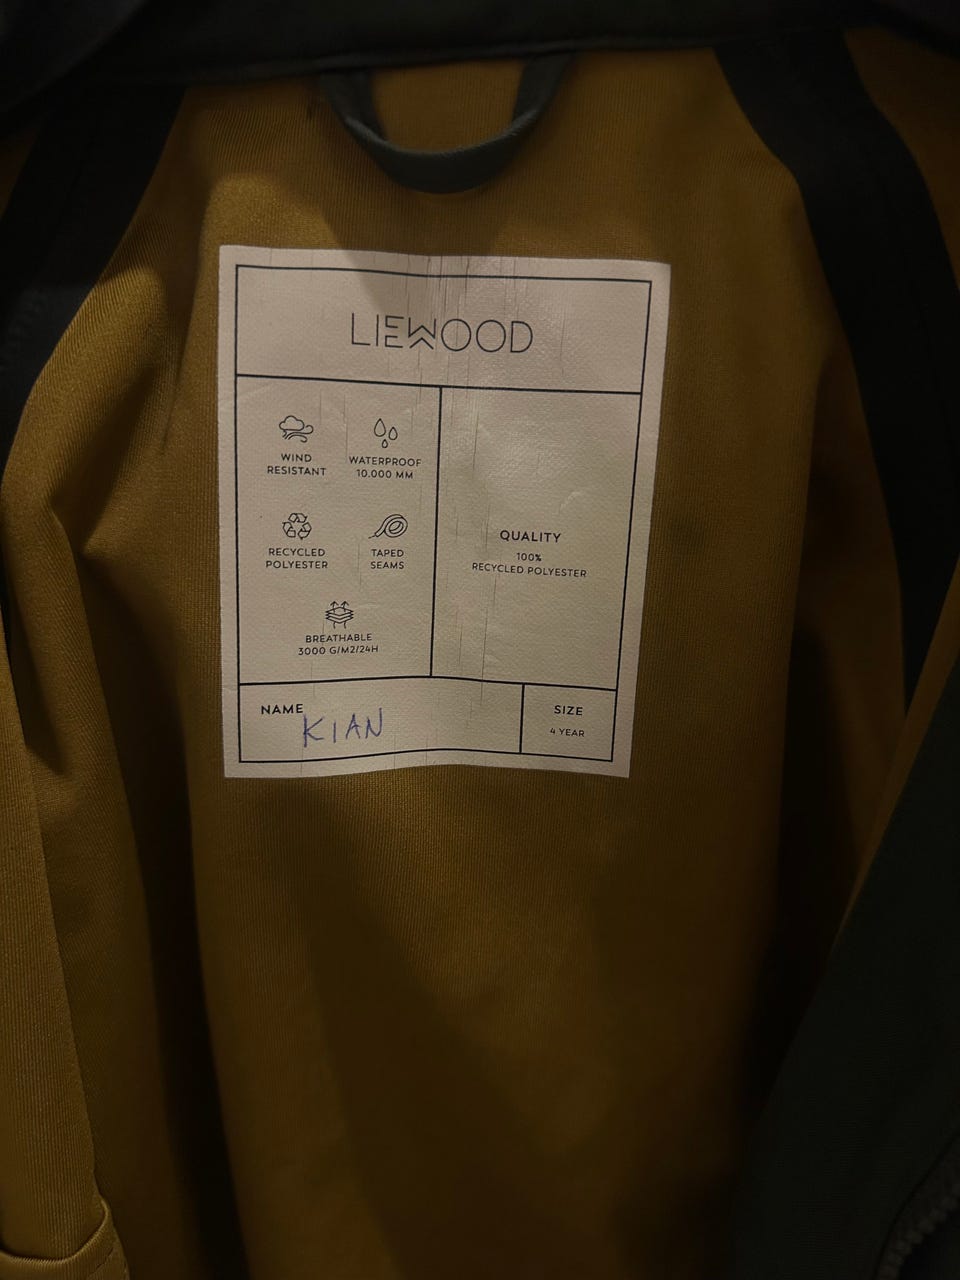 LIEWOOD
WIND
RESISTANT
WATERPROOF
10.000 MM
RECYCLED
POLYESTER
TAPED
SEAMS
BREATHABLE
3000 G/M2/24H
QUALITY
100%
RECYCLED POLYESTER
NAME
KIAN
SIZE
4 YEAR